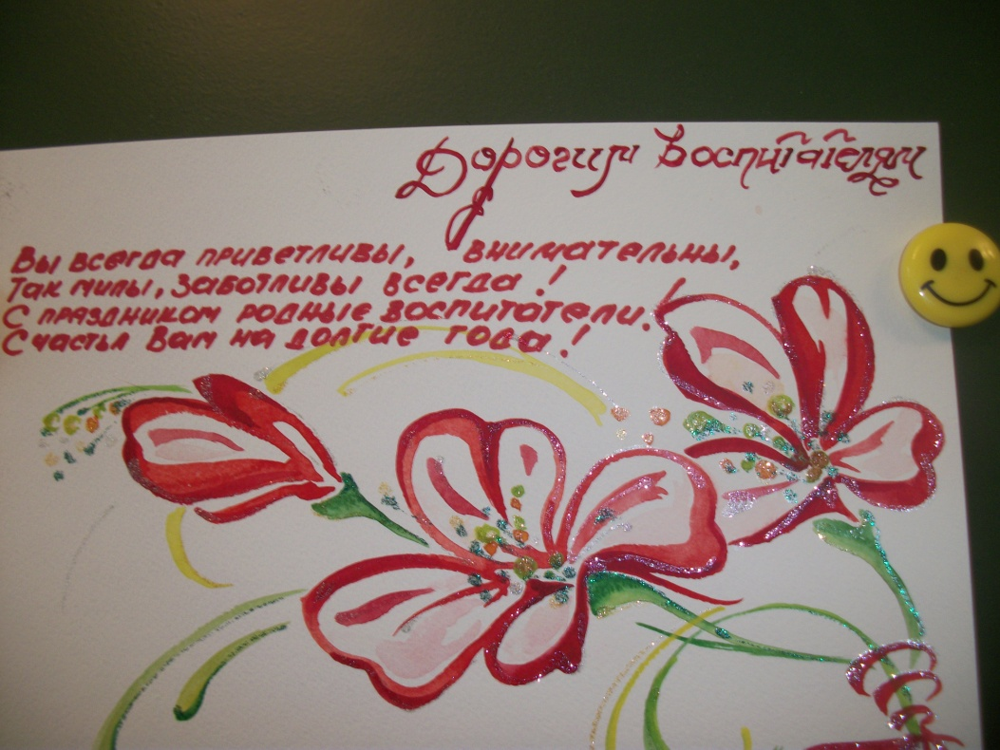 Дорогим воспитателям
Вы всегда приветливы, внимательны,
Так милы, заботливы всегда!
С праздником родные воспитатели!
Счастья Вам на долгие года!